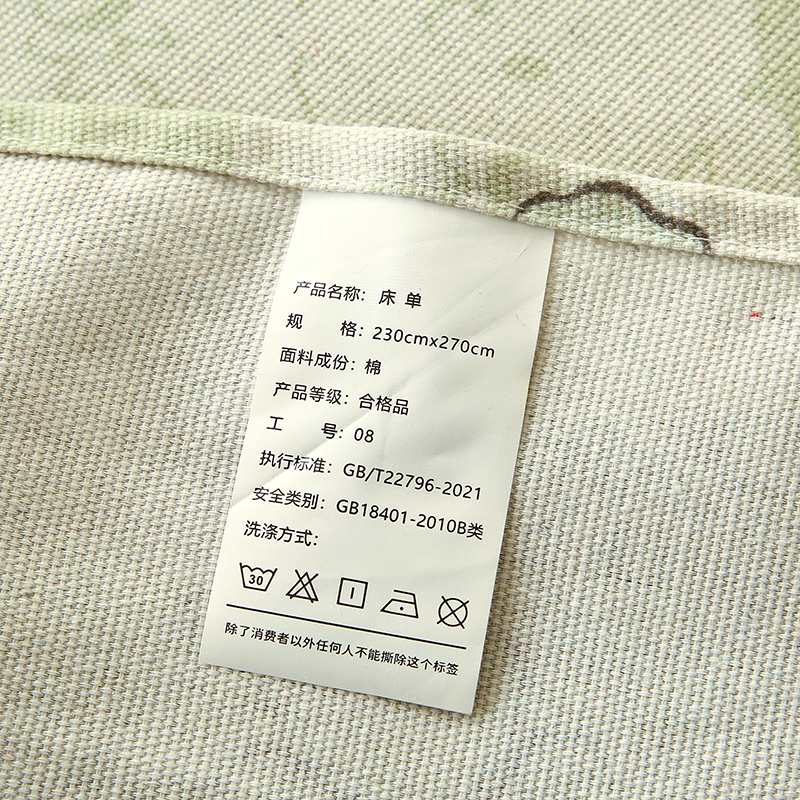 产品名称：床 单
规 格：230cmx270cm
面料成份：棉
产品等级：合格品
工 号：08
执行标准：GB/T22796-2021
安全类别：GB18401-2010B类
洗涤方式：
30
除了消费者以外任何人不能撕除这个标签